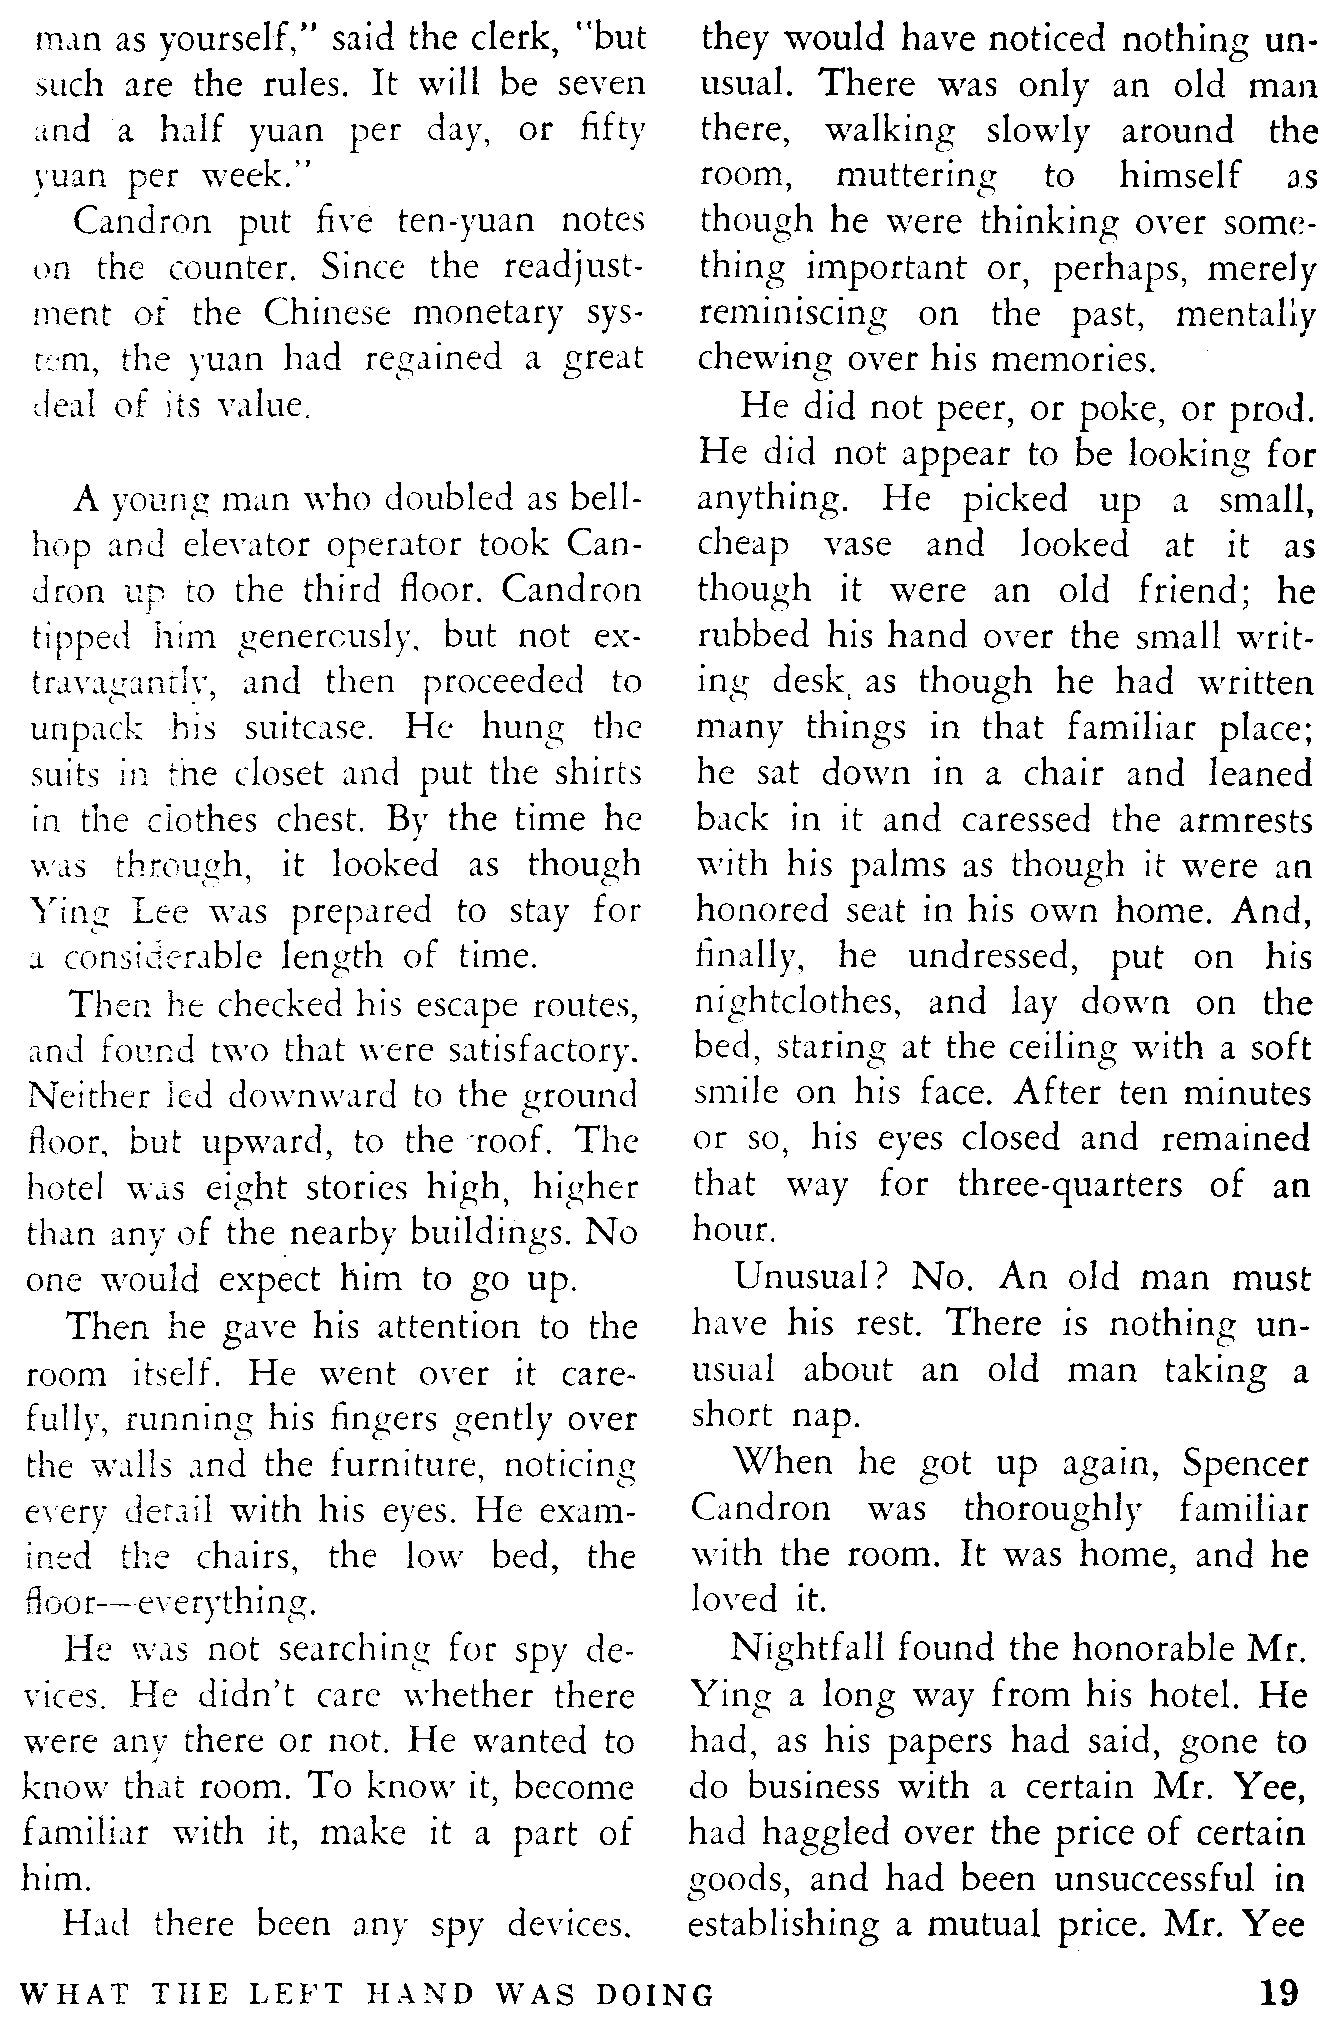 man as yourself," said the clerk, "but
such are the rules. It will be seven
and a half yuan per day, or fifty
yuan per week."
Candron put five ten-yuan notes
on the counter. Since the readjust-
ment of the Chinese monetary sys-
tem, the yuan had regained a great
deal of its value.
A young man who doubled as bell-
hop and elevator operator took Can-
dron up to the third floor. Candron
tipped him generously, but not ex-
travagantly, and then proceeded to
unpack his suitcase. He hung the
suits in the closet and put the shirts
in the clothes chest. By the time he
was through, it looked as though
Ying Lee was prepared to stay for
a considerable length of time.
Then he checked his escape routes,
and found two that were satisfactory.
Neither led downward to the ground
floor, but upward, to the roof. The
hotel was eight stories high, higher
than any of the nearby buildings. No
one would expect him to go up.
Then he gave his attention to the
room itself. He went over it care-
fully, running his fingers gently over
the walls and the furniture, noticing
every detail with his eyes. He exam-
ined the chairs, the low bed, the
floor—everything.
He was not searching for spy de-
vices. He didn't care whether there
were any there or not. He wanted to
know that room. To know it, become
familiar with it, make it a part of
him.
Had there been any spy devices.
they would have noticed nothing un-
usual. There was only an old man
there, walking slowly around the
room, muttering to himself as
though he were thinking over some-
thing important or, perhaps, merely
reminiscing on the past, mentally
chewing over his memories.
He did not peer, or poke, or prod.
He did not appear to be looking for
anything. He picked up a small,
cheap vase and looked at it as
though it were an old friend; he
rubbed his hand over the small writ-
ing desk, as though he had written
many things in that familiar place;
he sat down in a chair and leaned
back in it and caressed the armrests
with his palms as though it were an
honored seat in his own home. And,
finally, he undressed, put on his
nightclothes, and lay down on the
bed, staring at the ceiling with a soft
smile on his face. After ten minutes
or so, his eyes closed and remained
that way for three-quarters of an
hour.
Unusual? No. An old man must
have his rest. There is nothing un-
usual about an old man taking a
short nap.
When he got up again, Spencer
Candron was thoroughly familiar
with the room. It was home, and he
loved it.
Nightfall found the honorable Mr.
Ying a long way from his hotel. He
had, as his papers had said, gone to
do business with a certain Mr. Yee,
had haggled over the price of certain
goods, and had been unsuccessful in
establishing a mutual price. Mr. Yee
WHAT THE LEFT HAND WAS DOING 19